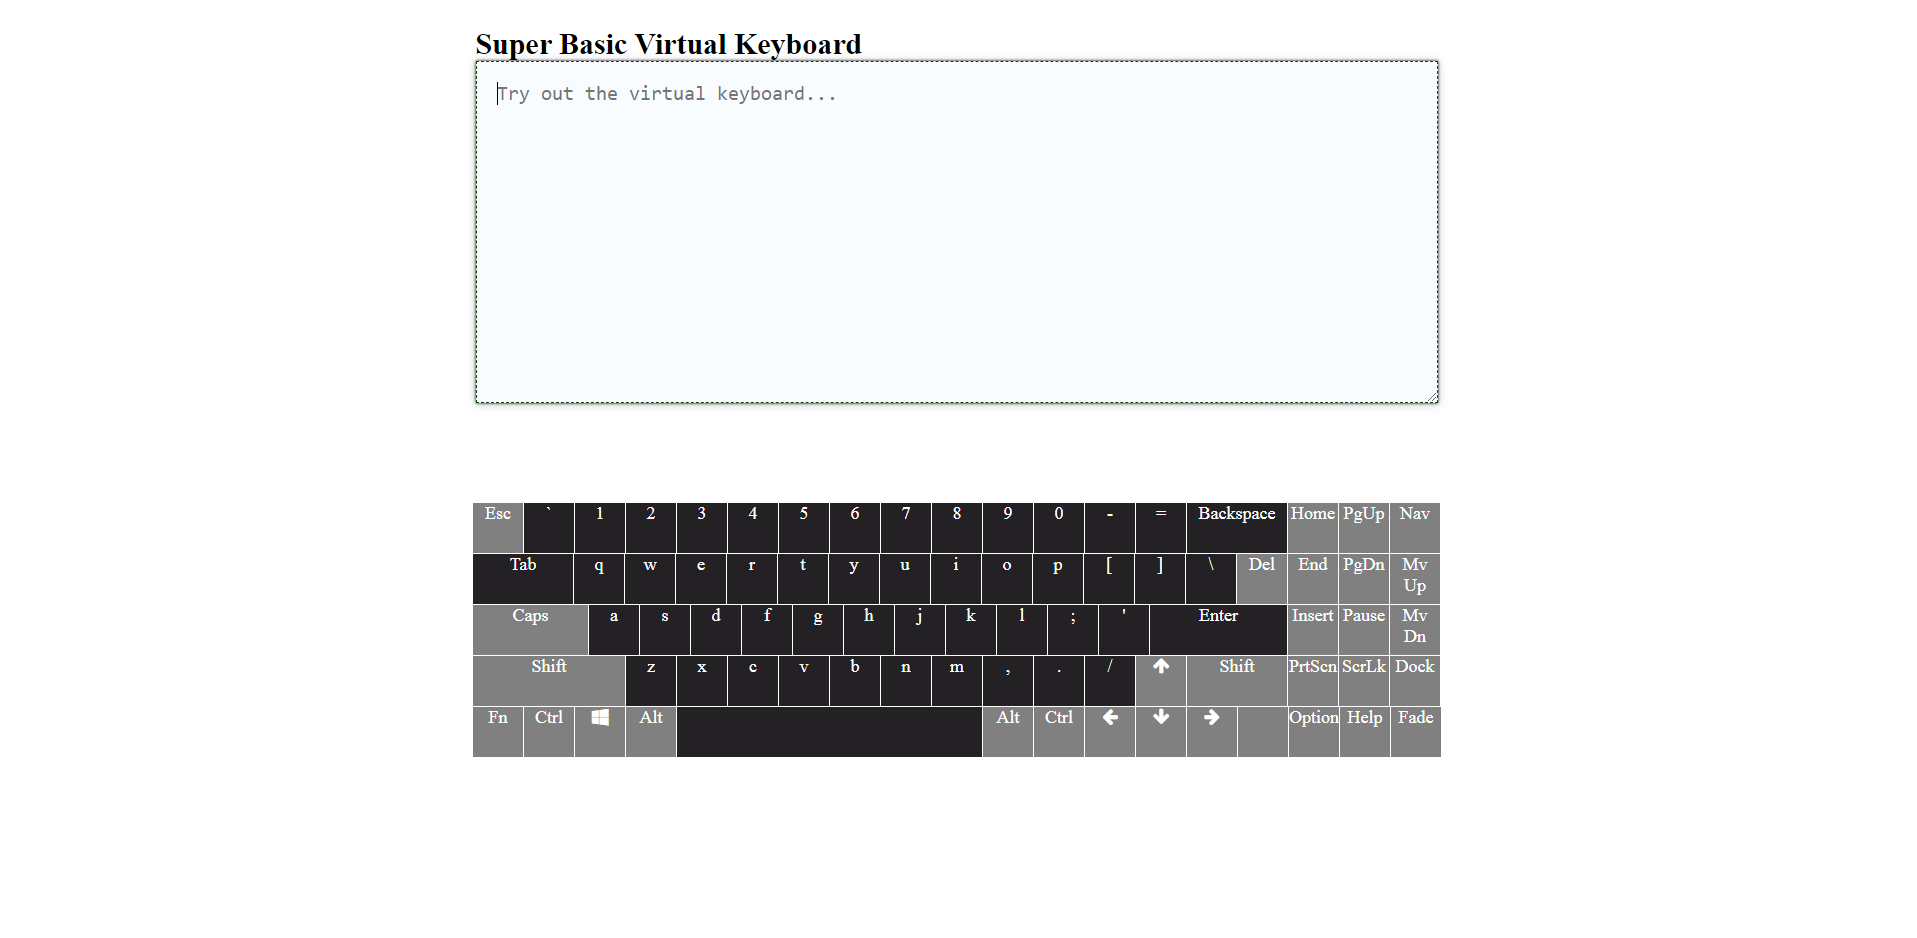 Super Basic Virtual Keyboard
Try out the virtual keyboard...
Esc ` 1 2 3 4 5 6 7 8 9 0 - = Backspace Home PgUp Nav
Tab q w e r t y u i o p [ ] \ Del End PgDn Mv Up
Caps a s d f g h j k l ; ' Enter Insert Pause Mv Dn
Shift z x c v b n m , . / Shift PrtScn ScrLk Dock
Fn Ctrl Alt Alt Ctrl Option Help Fade